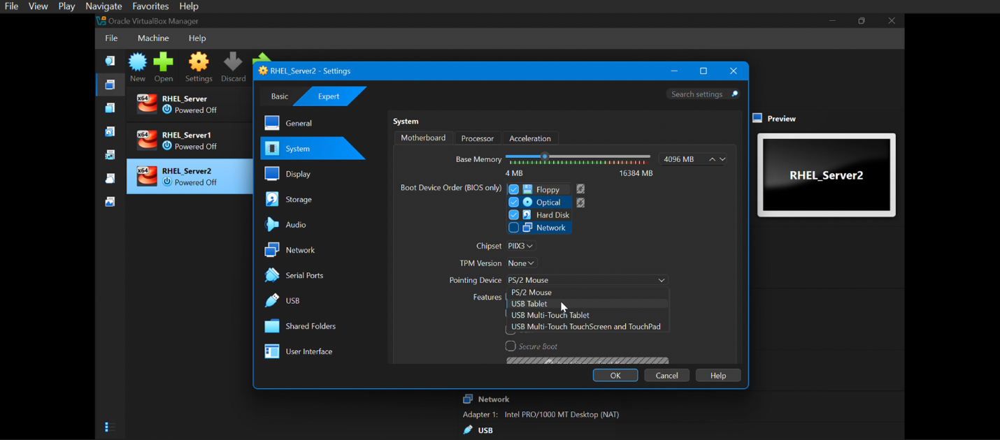 File View Play Navigate Favorites Help
Oracle VirtualBox Manager
File Machine Help
New Open Settings Discard
x64 RHEL_Server
Powered Off
x64 RHEL_Server1
Powered Off
x64 RHEL_Server2
Powered Off
RHEL_Server2 - Settings
Basic Expert
Search settings
General
System
Display
Storage
Audio
Network
Serial Ports
USB
Shared Folders
User Interface
System
Motherboard Processor Acceleration
Base Memory 4096 MB
4 MB 16384 MB
Boot Device Order (BIOS only) Floppy
Optical
Hard Disk
Network
Chipset PIIX3
TPM Version None
Pointing Device PS/2 Mouse
PS/2 Mouse
Features
USB Tablet
USB Multi-Touch Tablet
USB Multi-Touch TouchScreen and TouchPad
Secure Boot
OK Cancel Help
Preview
RHEL_Server2
Network
Adapter 1: Intel PRO/1000 MT Desktop (NAT)
USB